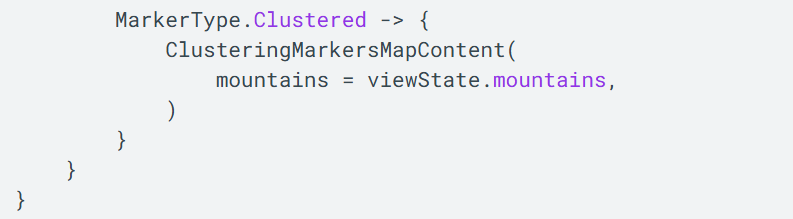 MarkerType.Clustered -> {
ClusteringMarkersMapContent(
mountains = viewState.mountains,
)
}
}
}